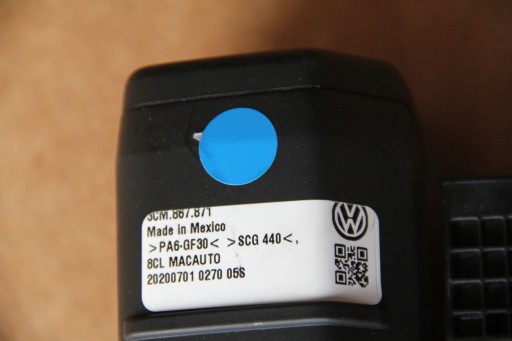 3CM.867.871
Made in Mexico
>PA6-GF30< >SCG 440<,
8CL MACAUTO
20200701 0270 05S